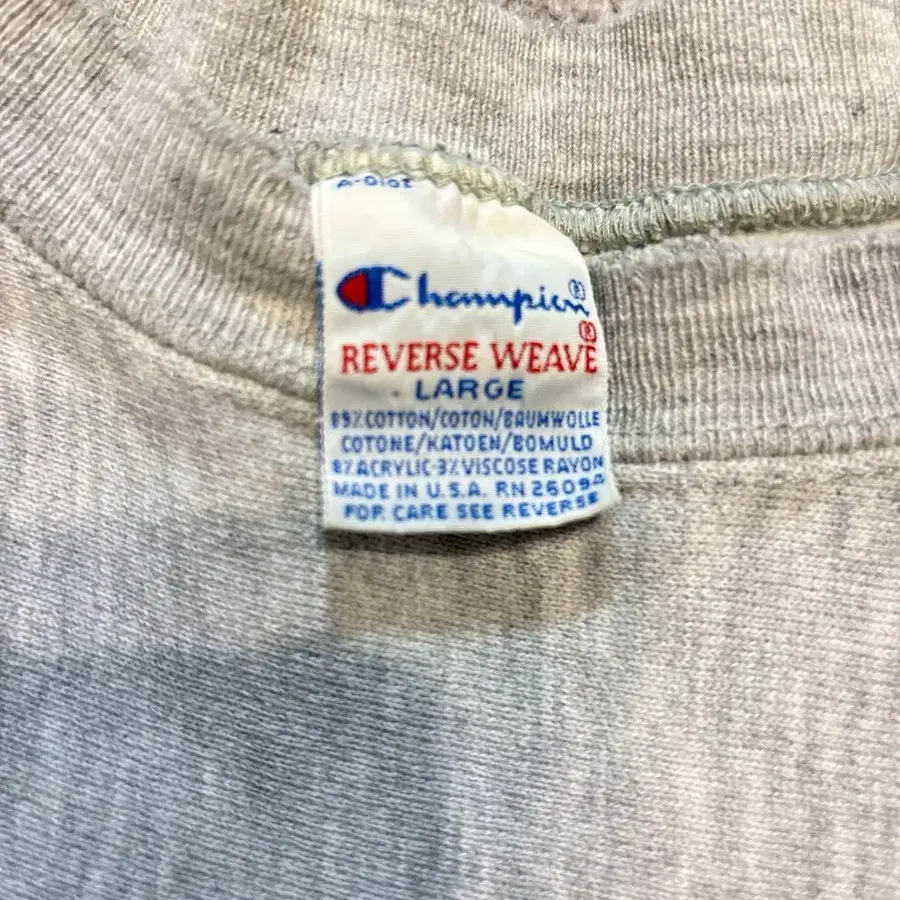 Champion®
REVERSE WEAVE®
LARGE
89% COTTON/COTON/BAUMWOLLE
COTONE/KATOEN/BOMULD
8% ACRYLIC-3% VISCOSE RAYON
MADE IN U.S.A. RN 26094
FOR CARE SEE REVERSE